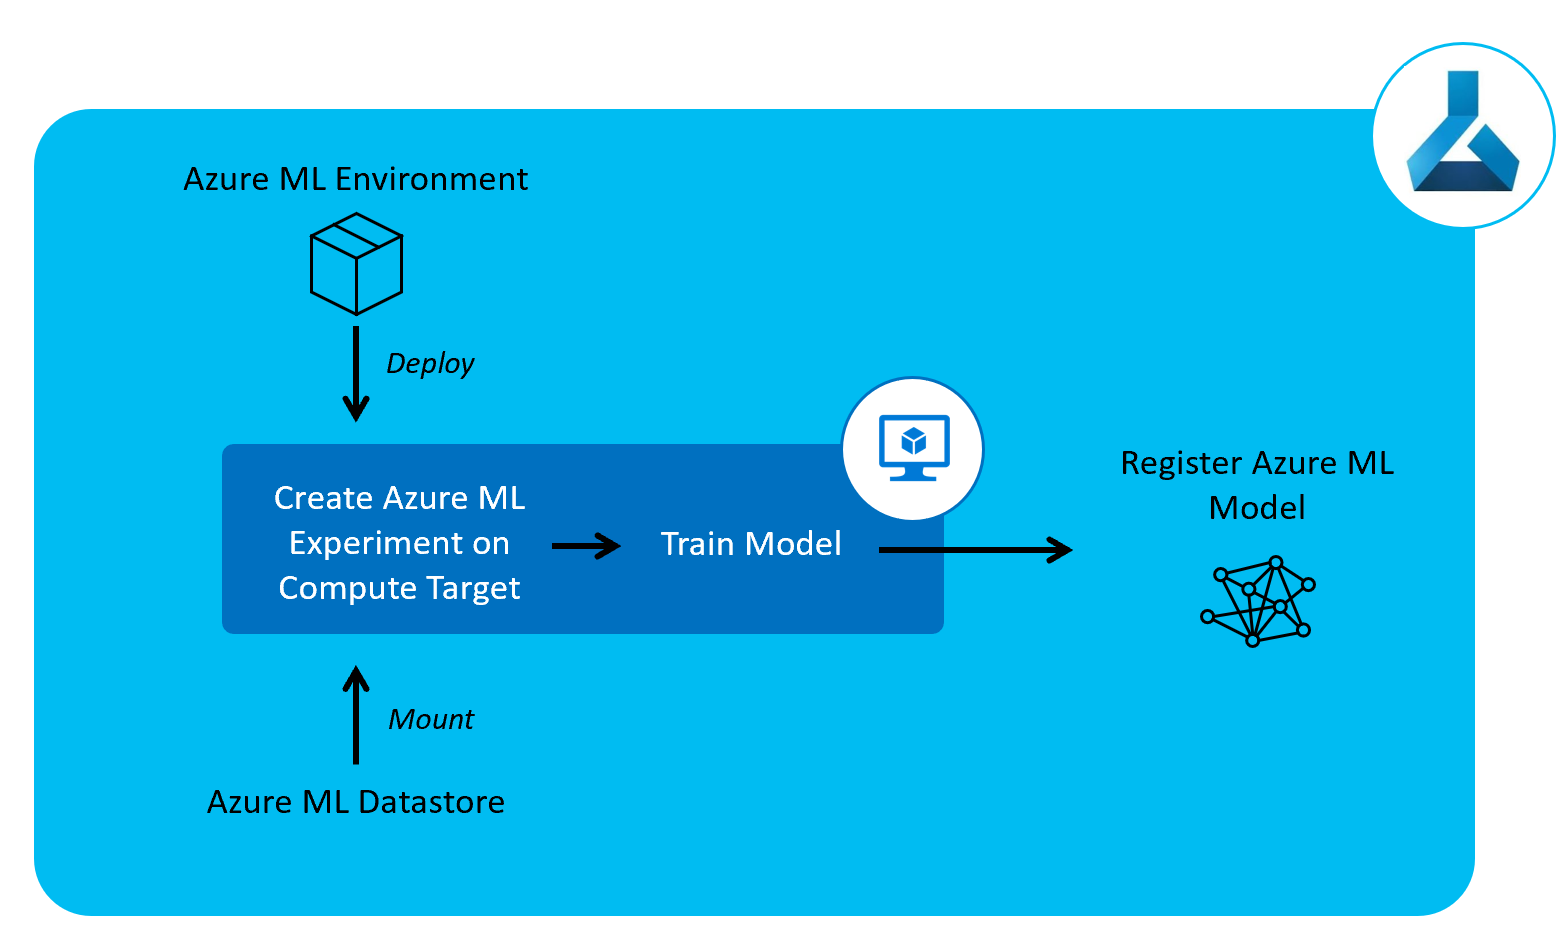 Azure ML Environment
Deploy
Create Azure ML
Experiment on
Compute Target
Train Model
Register Azure ML
Model
Mount
Azure ML Datastore